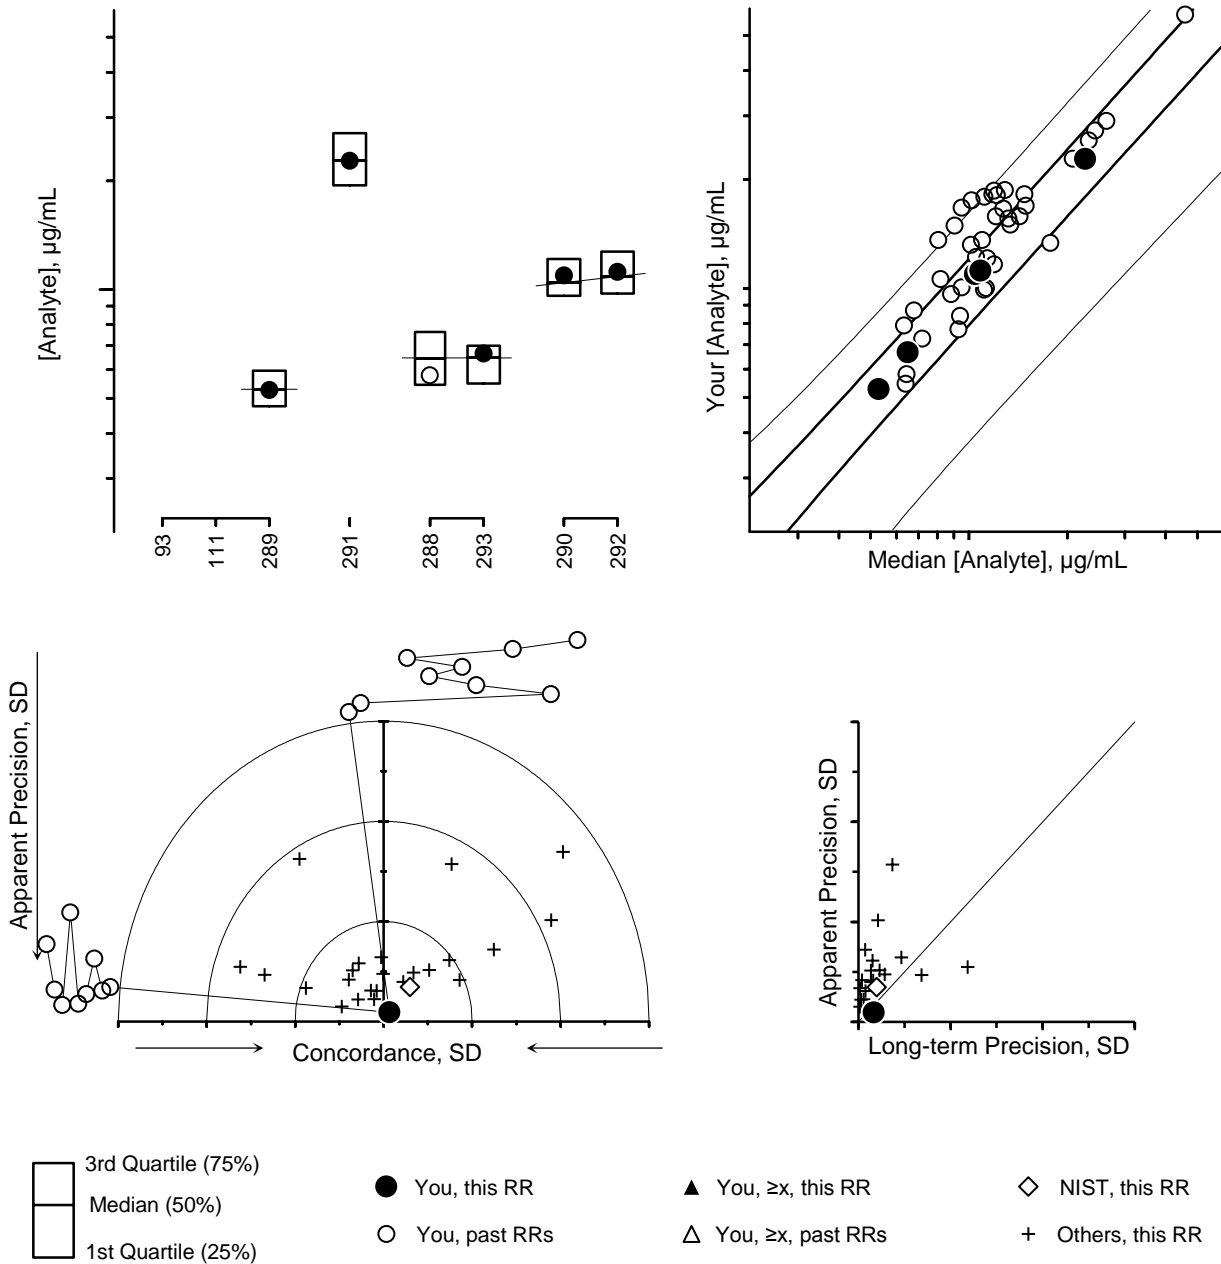 [Analyte], µg/mL
93
111
289
291
288
293
290
292
Your [Analyte], µg/mL
Median [Analyte], µg/mL
Apparent Precision, SD
Concordance, SD
Apparent Precision, SD
Long-term Precision, SD
3rd Quartile (75%)
Median (50%)
1st Quartile (25%)
You, this RR
You, past RRs
You, ≥x, this RR
You, ≥x, past RRs
NIST, this RR
Others, this RR